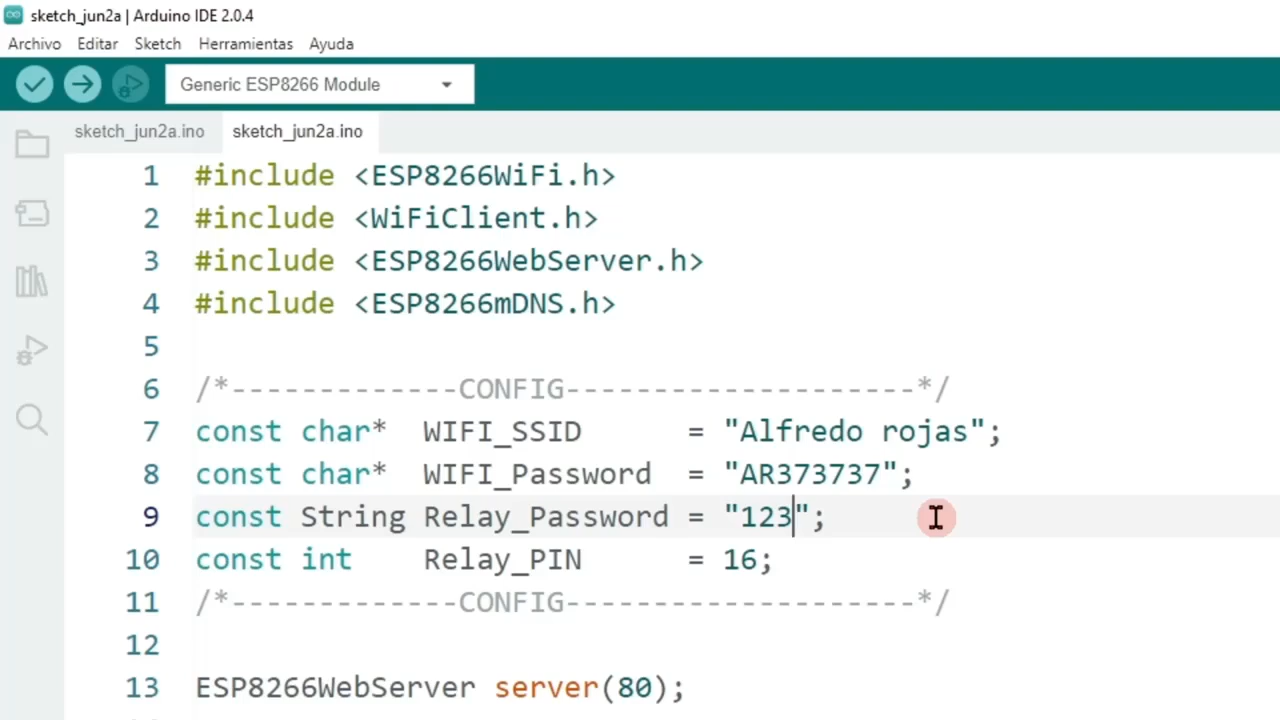 sketch_jun2a | Arduino IDE 2.0.4
Archivo Editar Sketch Herramientas Ayuda
Generic ESP8266 Module
sketch_jun2a.ino sketch_jun2a.ino
1 #include <ESP8266WiFi.h>
2 #include <WiFiClient.h>
3 #include <ESP8266WebServer.h>
4 #include <ESP8266mDNS.h>
5
6 /*-------------CONFIG--------------------*/
7 const char*  WIFI_SSID      = "Alfredo rojas";
8 const char*  WIFI_Password  = "AR373737";
9 const String Relay_Password = "123";
10 const int    Relay_PIN      = 16;
11 /*-------------CONFIG--------------------*/
12
13 ESP8266WebServer server(80);